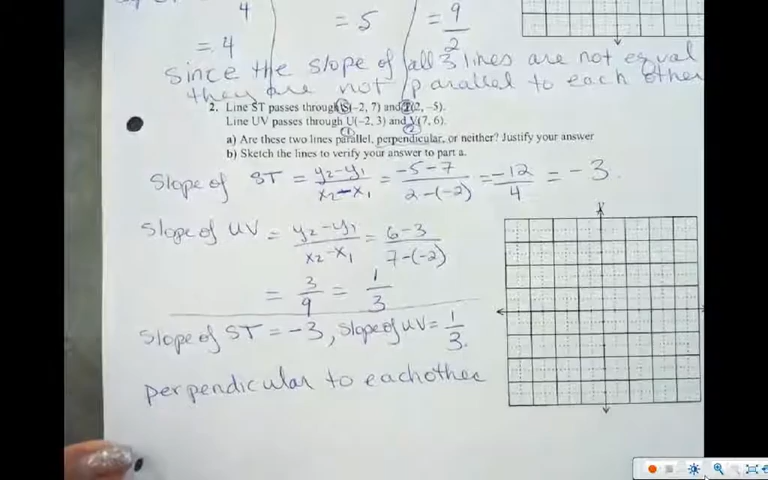 4
= 5
= 9/2
= 4
Since the slope of all 3 lines are not equal
they are not parallel to each other
2. Line ST passes through S(-2, 7) and T(2, -5).
Line UV passes through U(-2, 3) and V(7, 6).
a) Are these two lines parallel, perpendicular, or neither? Justify your answer
b) Sketch the lines to verify your answer to part a.
Slope of ST = y2-y1/x2-x1 = -5-7/2-(-2) = -12/4 = -3.
Slope of UV = y2-y1/x2-x1 = 6-3/7-(-2)
= 3/9 = 1/3
Slope of ST = -3, Slope of UV = 1/3.
perpendicular to eachother